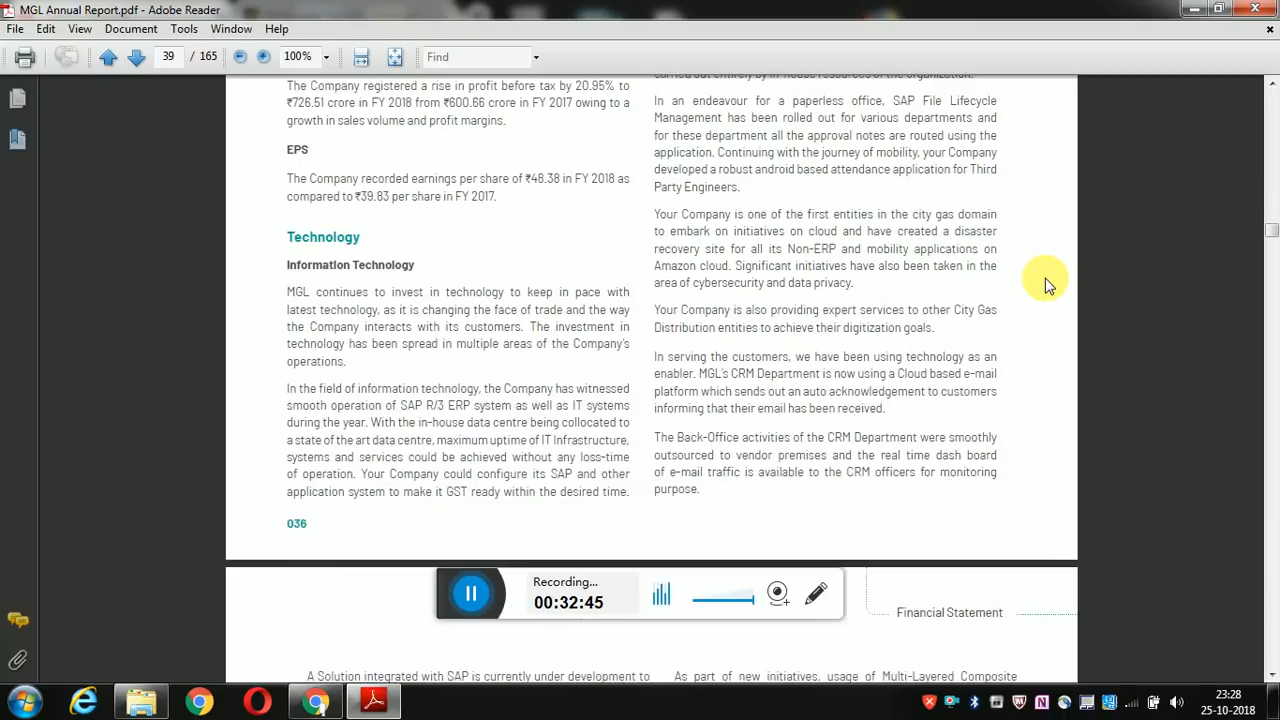 MGL Annual Report.pdf - Adobe Reader
File Edit View Document Tools Window Help
39 / 165 100% Find
The Company registered a rise in profit before tax by 20.95% to
₹726.51 crore in FY 2018 from ₹600.66 crore in FY 2017 owing to a
growth in sales volume and profit margins.
EPS
The Company recorded earnings per share of ₹48.38 in FY 2018 as
compared to ₹39.83 per share in FY 2017.
Technology
Information Technology
MGL continues to invest in technology to keep in pace with
latest technology, as it is changing the face of trade and the way
the Company interacts with its customers. The investment in
technology has been spread in multiple areas of the Company's
operations.
In the field of information technology, the Company has witnessed
smooth operation of SAP R/3 ERP system as well as IT systems
during the year. With the in-house data centre being collocated to
a state of the art data centre, maximum uptime of IT Infrastructure,
systems and services could be achieved without any loss-time
of operation. Your Company could configure its SAP and other
application system to make it GST ready within the desired time.
036
carried out entirely by in-house resources of the organization.
In an endeavour for a paperless office, SAP File Lifecycle
Management has been rolled out for various departments and
for these department all the approval notes are routed using the
application. Continuing with the journey of mobility, your Company
developed a robust android based attendance application for Third
Party Engineers.
Your Company is one of the first entities in the city gas domain
to embark on initiatives on cloud and have created a disaster
recovery site for all its Non-ERP and mobility applications on
Amazon cloud. Significant initiatives have also been taken in the
area of cybersecurity and data privacy.
Your Company is also providing expert services to other City Gas
Distribution entities to achieve their digitization goals.
In serving the customers, we have been using technology as an
enabler. MGL's CRM Department is now using a Cloud based e-mail
platform which sends out an auto acknowledgement to customers
informing that their email has been received.
The Back-Office activities of the CRM Department were smoothly
outsourced to vendor premises and the real time dash board
of e-mail traffic is available to the CRM officers for monitoring
purpose.
Recording...
00:32:45
Financial Statement
A Solution integrated with SAP is currently under development to
As part of new initiatives, usage of Multi-Layered Composite
23:28
25-10-2018